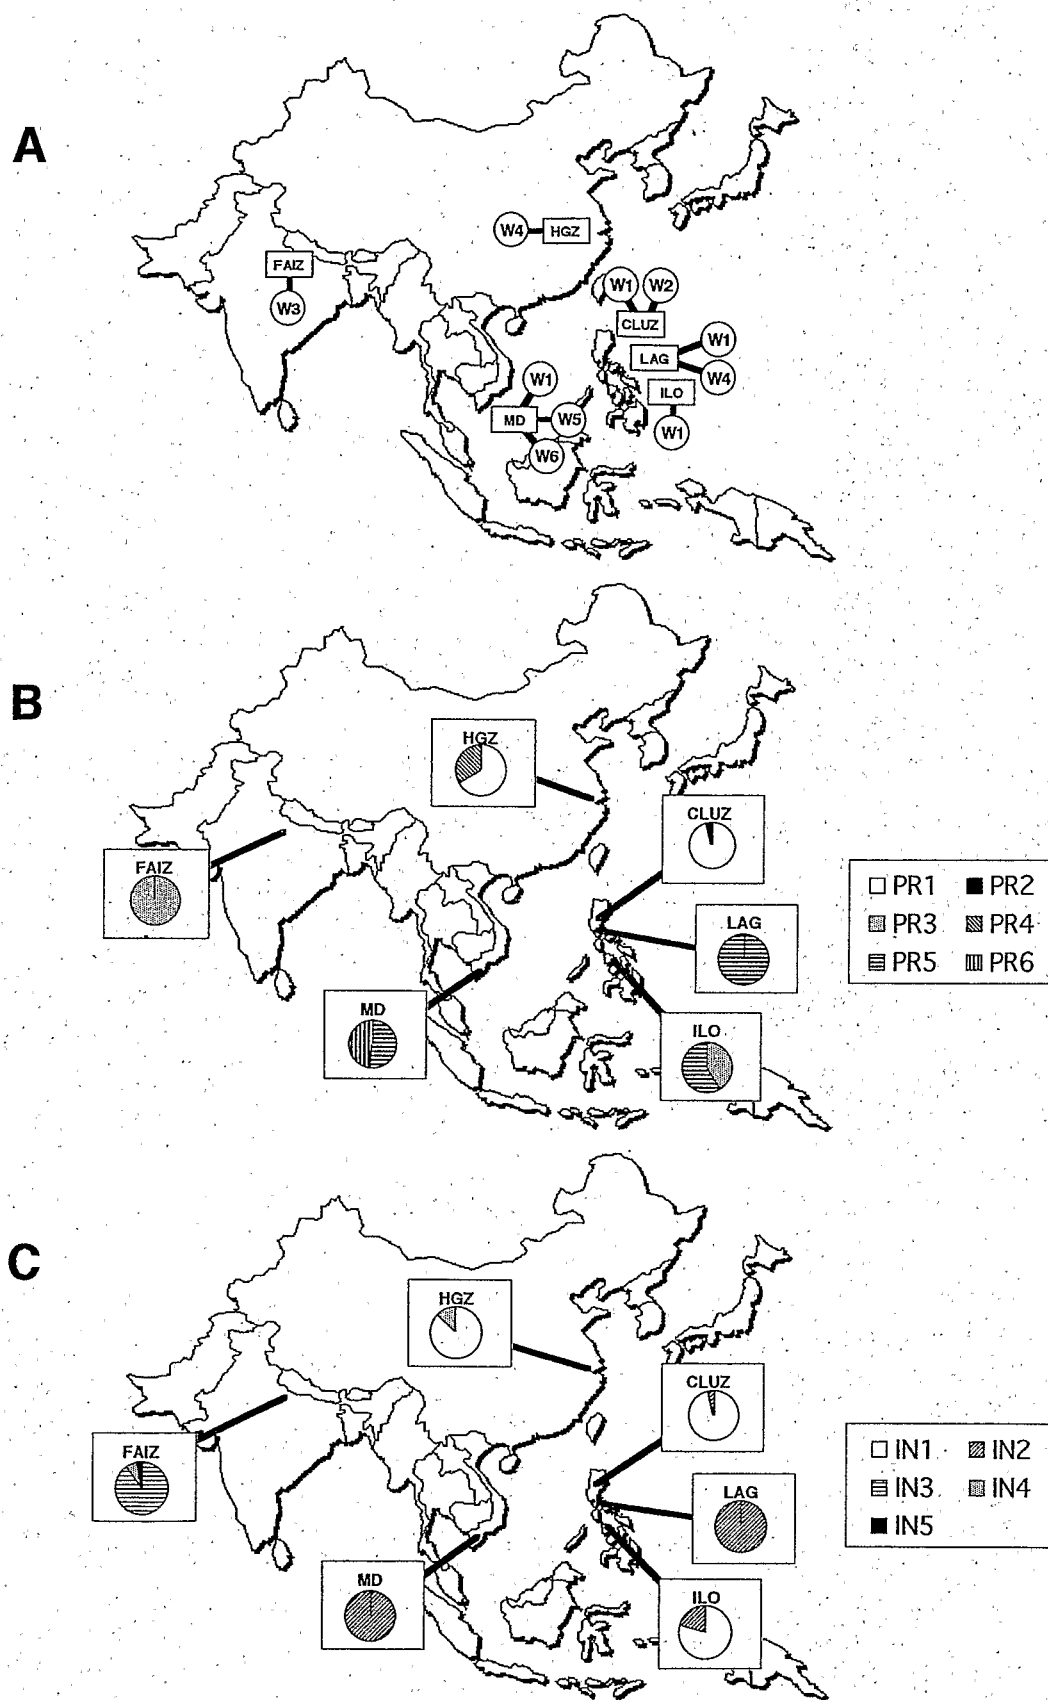 A
W4 HGZ
FAIZ
W3
W1 W2
CLUZ
W1
LAG
W4
W1
ILO
MD W5
W1
W6
B
HGZ
CLUZ
FAIZ
PR1 PR2
LAG
PR3 PR4
PR5 PR6
MD
ILO
C
HGZ
CLUZ
FAIZ
IN1 IN2
LAG
IN3 IN4
IN5
MD
ILO